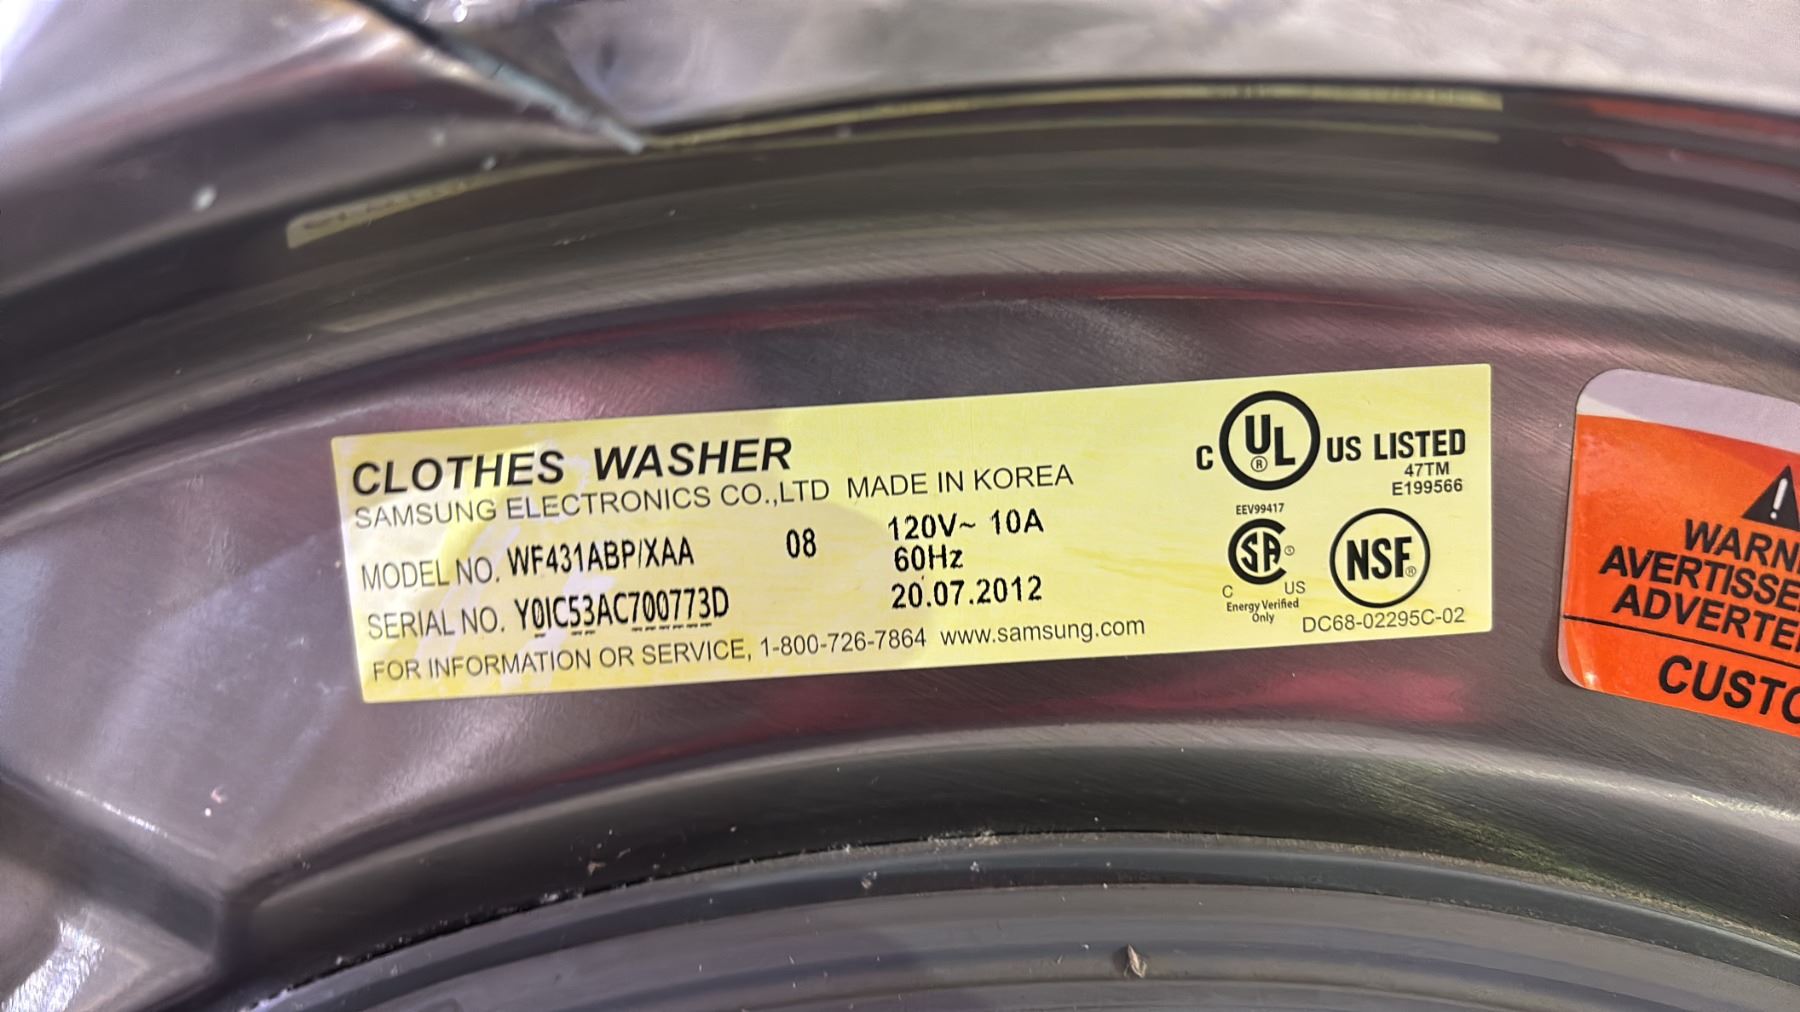 CLOTHES WASHER
SAMSUNG ELECTRONICS CO.,LTD MADE IN KOREA
MODEL NO. WF431ABP/XAA 08
120V~ 10A
60Hz
SERIAL NO. Y0IC53AC700773D
20.07.2012
FOR INFORMATION OR SERVICE, 1-800-726-7864 www.samsung.com
C UL ® US LISTED
47TM
E199566
EEV99417
SA ®
C US
Energy Verified
Only
NSF ®
DC68-02295C-02
!
WARN
AVERTISSE
ADVERTE
CUSTO